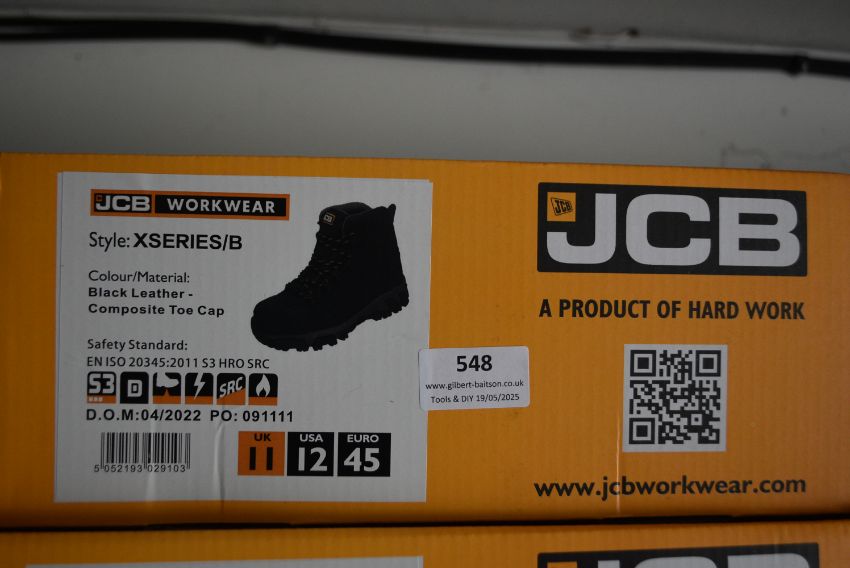 JCB WORKWEAR
Style: XSERIES/B
Colour/Material:
Black Leather -
Composite Toe Cap
Safety Standard:
EN ISO 20345:2011 S3 HRO SRC
S3 D SRC
D.O.M:04/2022 PO: 091111
5 052193 029103
UK USA EURO
11 12 45
548
www.gilbert-baitson.co.uk
Tools & DIY 19/05/2025
JCB
JCB
A PRODUCT OF HARD WORK
www.jcbworkwear.com